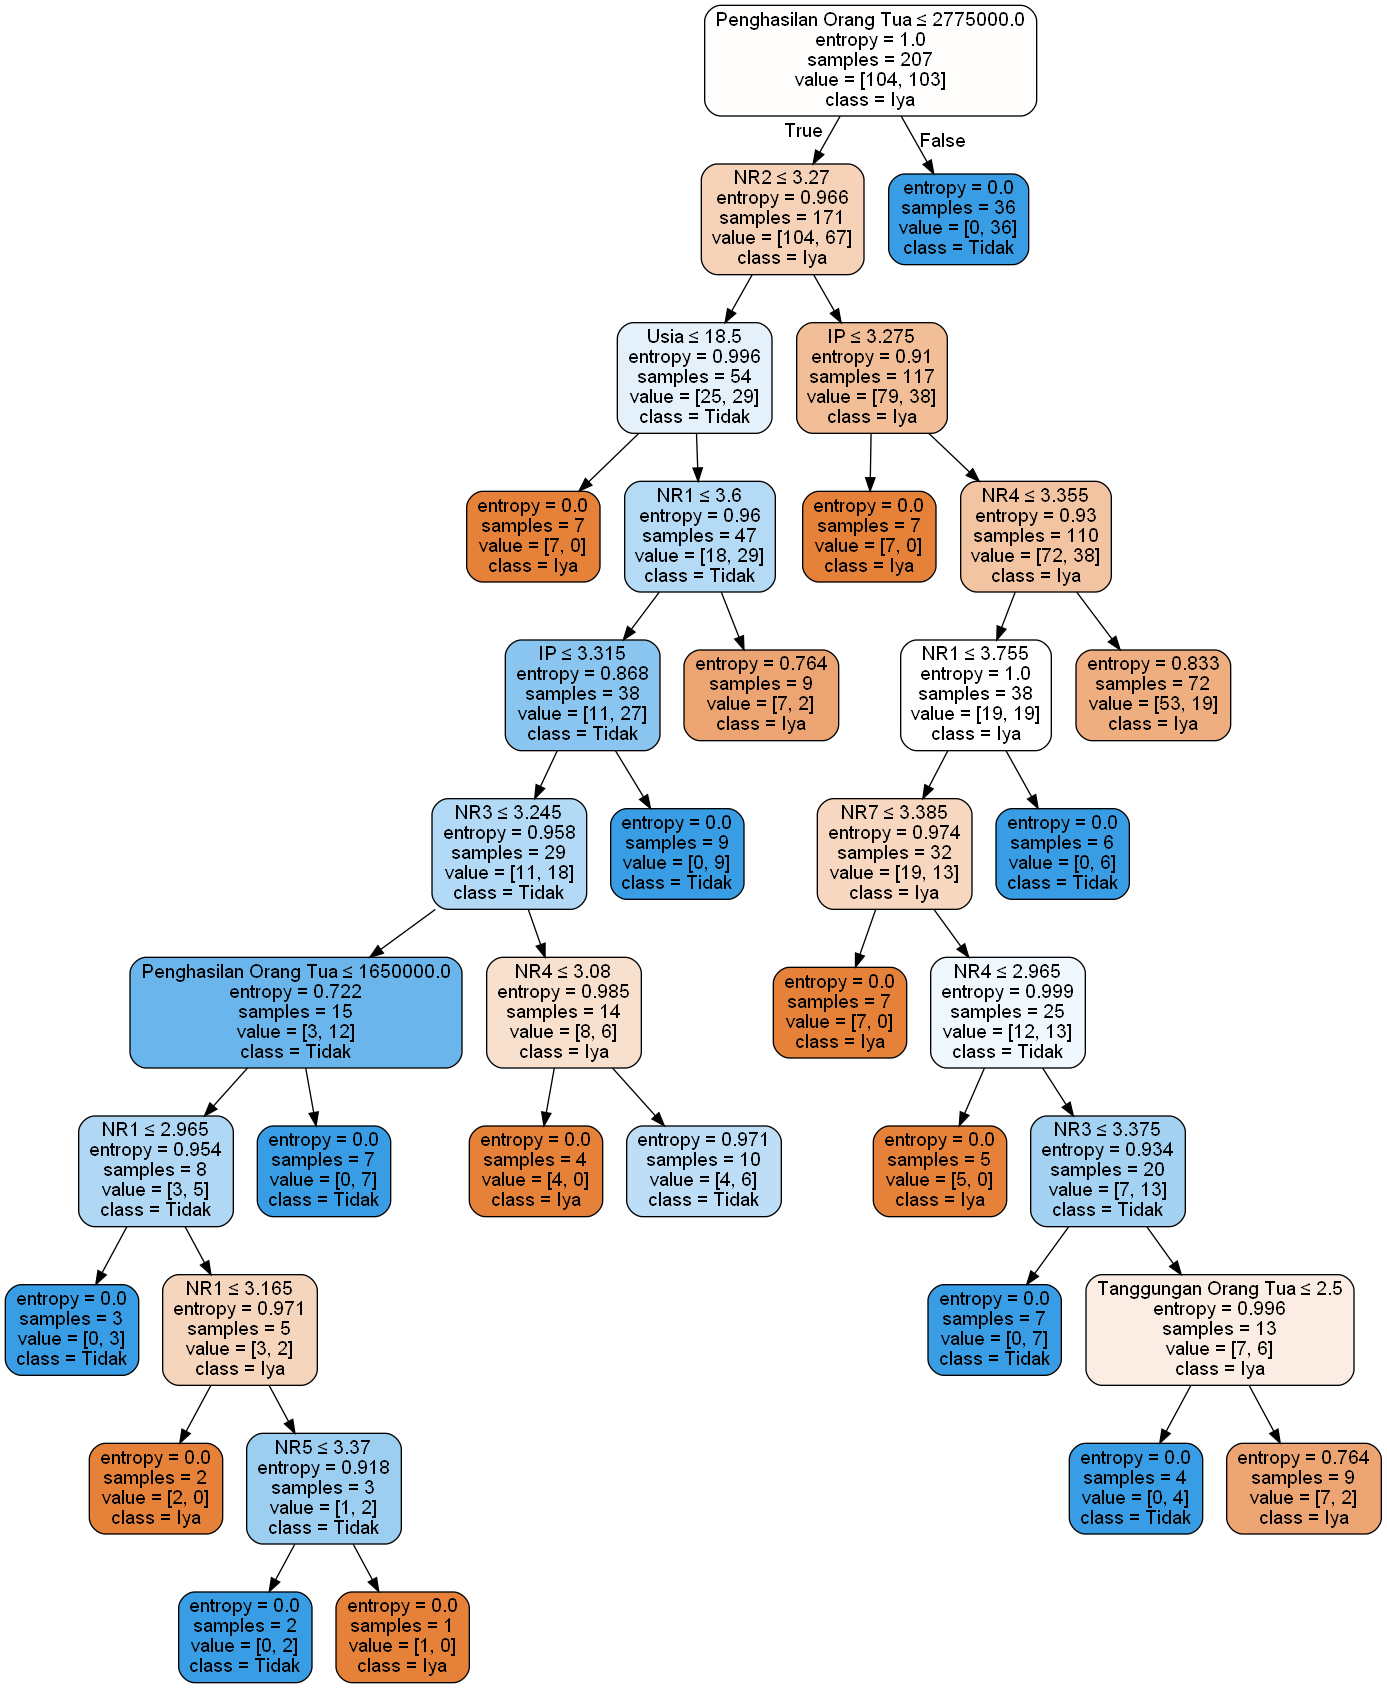 Penghasilan Orang Tua ≤ 2775000.0
entropy = 1.0
samples = 207
value = [104, 103]
class = Iya
True
False
NR2 ≤ 3.27
entropy = 0.966
samples = 171
value = [104, 67]
class = Iya
entropy = 0.0
samples = 36
value = [0, 36]
class = Tidak
Usia ≤ 18.5
entropy = 0.996
samples = 54
value = [25, 29]
class = Tidak
IP ≤ 3.275
entropy = 0.91
samples = 117
value = [79, 38]
class = Iya
entropy = 0.0
samples = 7
value = [7, 0]
class = Iya
NR1 ≤ 3.6
entropy = 0.96
samples = 47
value = [18, 29]
class = Tidak
entropy = 0.0
samples = 7
value = [7, 0]
class = Iya
NR4 ≤ 3.355
entropy = 0.93
samples = 110
value = [72, 38]
class = Iya
IP ≤ 3.315
entropy = 0.868
samples = 38
value = [11, 27]
class = Tidak
entropy = 0.764
samples = 9
value = [7, 2]
class = Iya
NR1 ≤ 3.755
entropy = 1.0
samples = 38
value = [19, 19]
class = Iya
entropy = 0.833
samples = 72
value = [53, 19]
class = Iya
NR3 ≤ 3.245
entropy = 0.958
samples = 29
value = [11, 18]
class = Tidak
entropy = 0.0
samples = 9
value = [0, 9]
class = Tidak
NR7 ≤ 3.385
entropy = 0.974
samples = 32
value = [19, 13]
class = Iya
entropy = 0.0
samples = 6
value = [0, 6]
class = Tidak
Penghasilan Orang Tua ≤ 1650000.0
entropy = 0.722
samples = 15
value = [3, 12]
class = Tidak
NR4 ≤ 3.08
entropy = 0.985
samples = 14
value = [8, 6]
class = Iya
entropy = 0.0
samples = 7
value = [7, 0]
class = Iya
NR4 ≤ 2.965
entropy = 0.999
samples = 25
value = [12, 13]
class = Tidak
NR1 ≤ 2.965
entropy = 0.954
samples = 8
value = [3, 5]
class = Tidak
entropy = 0.0
samples = 7
value = [0, 7]
class = Tidak
entropy = 0.0
samples = 4
value = [4, 0]
class = Iya
entropy = 0.971
samples = 10
value = [4, 6]
class = Tidak
entropy = 0.0
samples = 5
value = [5, 0]
class = Iya
NR3 ≤ 3.375
entropy = 0.934
samples = 20
value = [7, 13]
class = Tidak
entropy = 0.0
samples = 3
value = [0, 3]
class = Tidak
NR1 ≤ 3.165
entropy = 0.971
samples = 5
value = [3, 2]
class = Iya
entropy = 0.0
samples = 7
value = [0, 7]
class = Tidak
Tanggungan Orang Tua ≤ 2.5
entropy = 0.996
samples = 13
value = [7, 6]
class = Iya
entropy = 0.0
samples = 2
value = [2, 0]
class = Iya
NR5 ≤ 3.37
entropy = 0.918
samples = 3
value = [1, 2]
class = Tidak
entropy = 0.0
samples = 4
value = [0, 4]
class = Tidak
entropy = 0.764
samples = 9
value = [7, 2]
class = Iya
entropy = 0.0
samples = 2
value = [0, 2]
class = Tidak
entropy = 0.0
samples = 1
value = [1, 0]
class = Iya